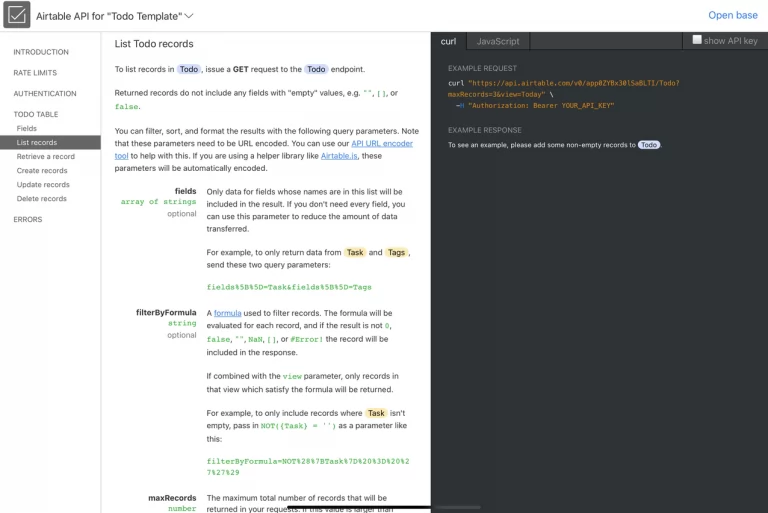 Airtable API for "Todo Template"
Open base
INTRODUCTION
RATE LIMITS
AUTHENTICATION
TODO TABLE
Fields
List records
Retrieve a record
Create records
Update records
Delete records
ERRORS
List Todo records
To list records in Todo, issue a GET request to the Todo endpoint.
Returned records do not include any fields with "empty" values, e.g. "", [], or
false.
You can filter, sort, and format the results with the following query parameters. Note
that these parameters need to be URL encoded. You can use our API URL encoder
tool to help with this. If you are using a helper library like Airtable.js, these
parameters will be automatically encoded.
fields
array of strings
optional
Only data for fields whose names are in this list will be
included in the result. If you don't need every field, you
can use this parameter to reduce the amount of data
transferred.
For example, to only return data from Task and Tags,
send these two query parameters:
fields%5B%5D=Task&fields%5B%5D=Tags
filterByFormula
string
optional
A formula used to filter records. The formula will be
evaluated for each record, and if the result is not 0,
false, "", NaN, [], or #Error! the record will be
included in the response.
If combined with the view parameter, only records in
that view which satisfy the formula will be returned.
For example, to only include records where Task isn't
empty, pass in NOT({Task} = '') as a parameter like
this:
filterByFormula=NOT%28%7BTask%7D%20%3D%20%2
7%27%29
maxRecords
number
The maximum total number of records that will be
returned in your requests. If this value is larger than
curl
JavaScript
show API key
EXAMPLE REQUEST
curl "https://api.airtable.com/v0/app0ZYBx30lSaBLTI/Todo?
maxRecords=3&view=Today" \
-H "Authorization: Bearer YOUR_API_KEY"
EXAMPLE RESPONSE
To see an example, please add some non-empty records to Todo.